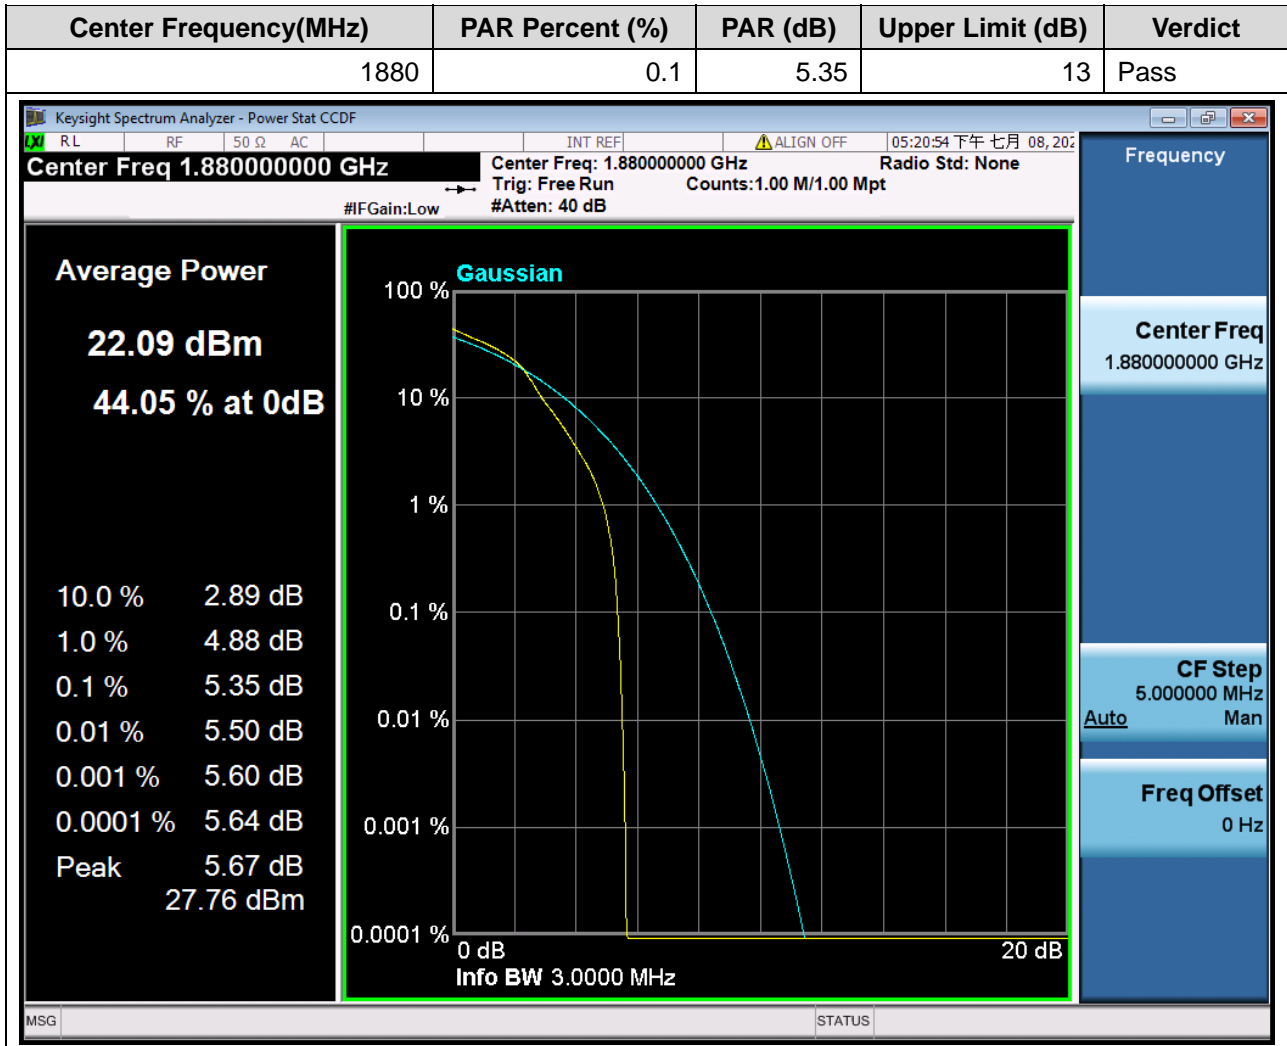 Center Frequency(MHz) PAR Percent (%) PAR (dB) Upper Limit (dB) Verdict
1880 0.1 5.35 13 Pass
Keysight Spectrum Analyzer - Power Stat CCDF
LXI RL RF 50 Ω AC INT REF ALIGN OFF 05:20:54 下午 七月 08, 202
Center Freq 1.880000000 GHz
Center Freq: 1.880000000 GHz Radio Std: None
Trig: Free Run Counts:1.00 M/1.00 Mpt
#IFGain:Low #Atten: 40 dB
Frequency
Average Power
22.09 dBm
44.05 % at 0dB
10.0 % 2.89 dB
1.0 % 4.88 dB
0.1 % 5.35 dB
0.01 % 5.50 dB
0.001 % 5.60 dB
0.0001 % 5.64 dB
Peak 5.67 dB
27.76 dBm
Gaussian
100 %
10 %
1 %
0.1 %
0.01 %
0.001 %
0.0001 %
0 dB 20 dB
Info BW 3.0000 MHz
Center Freq
1.880000000 GHz
CF Step
5.000000 MHz
Auto Man
Freq Offset
0 Hz
MSG STATUS